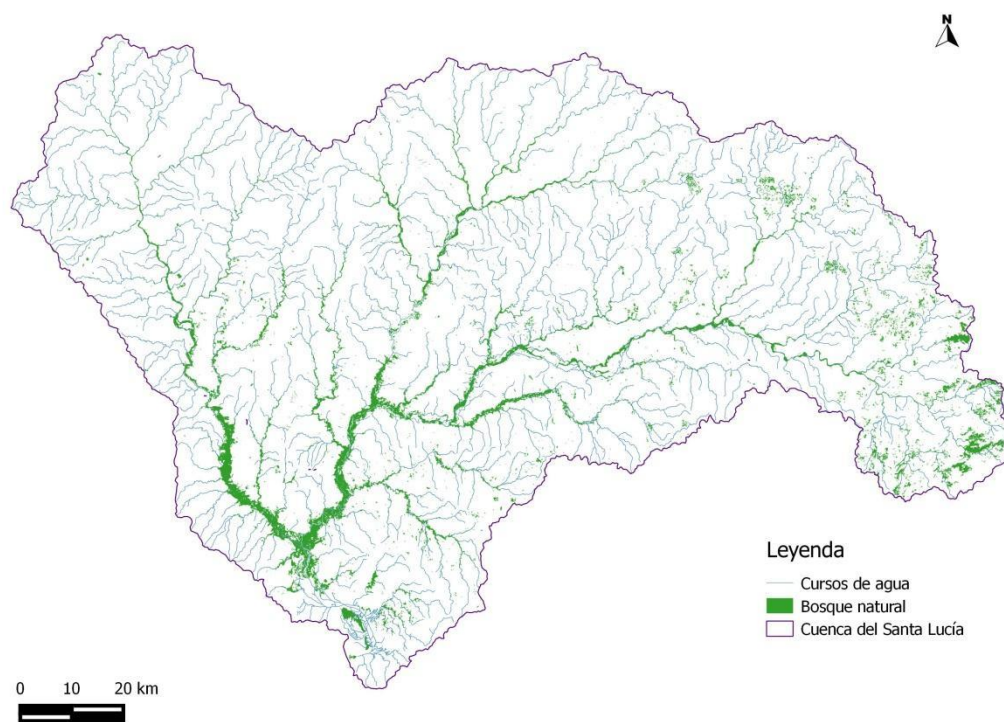 N
Leyenda
Cursos de agua
Bosque natural
Cuenca del Santa Lucía
0 10 20 km